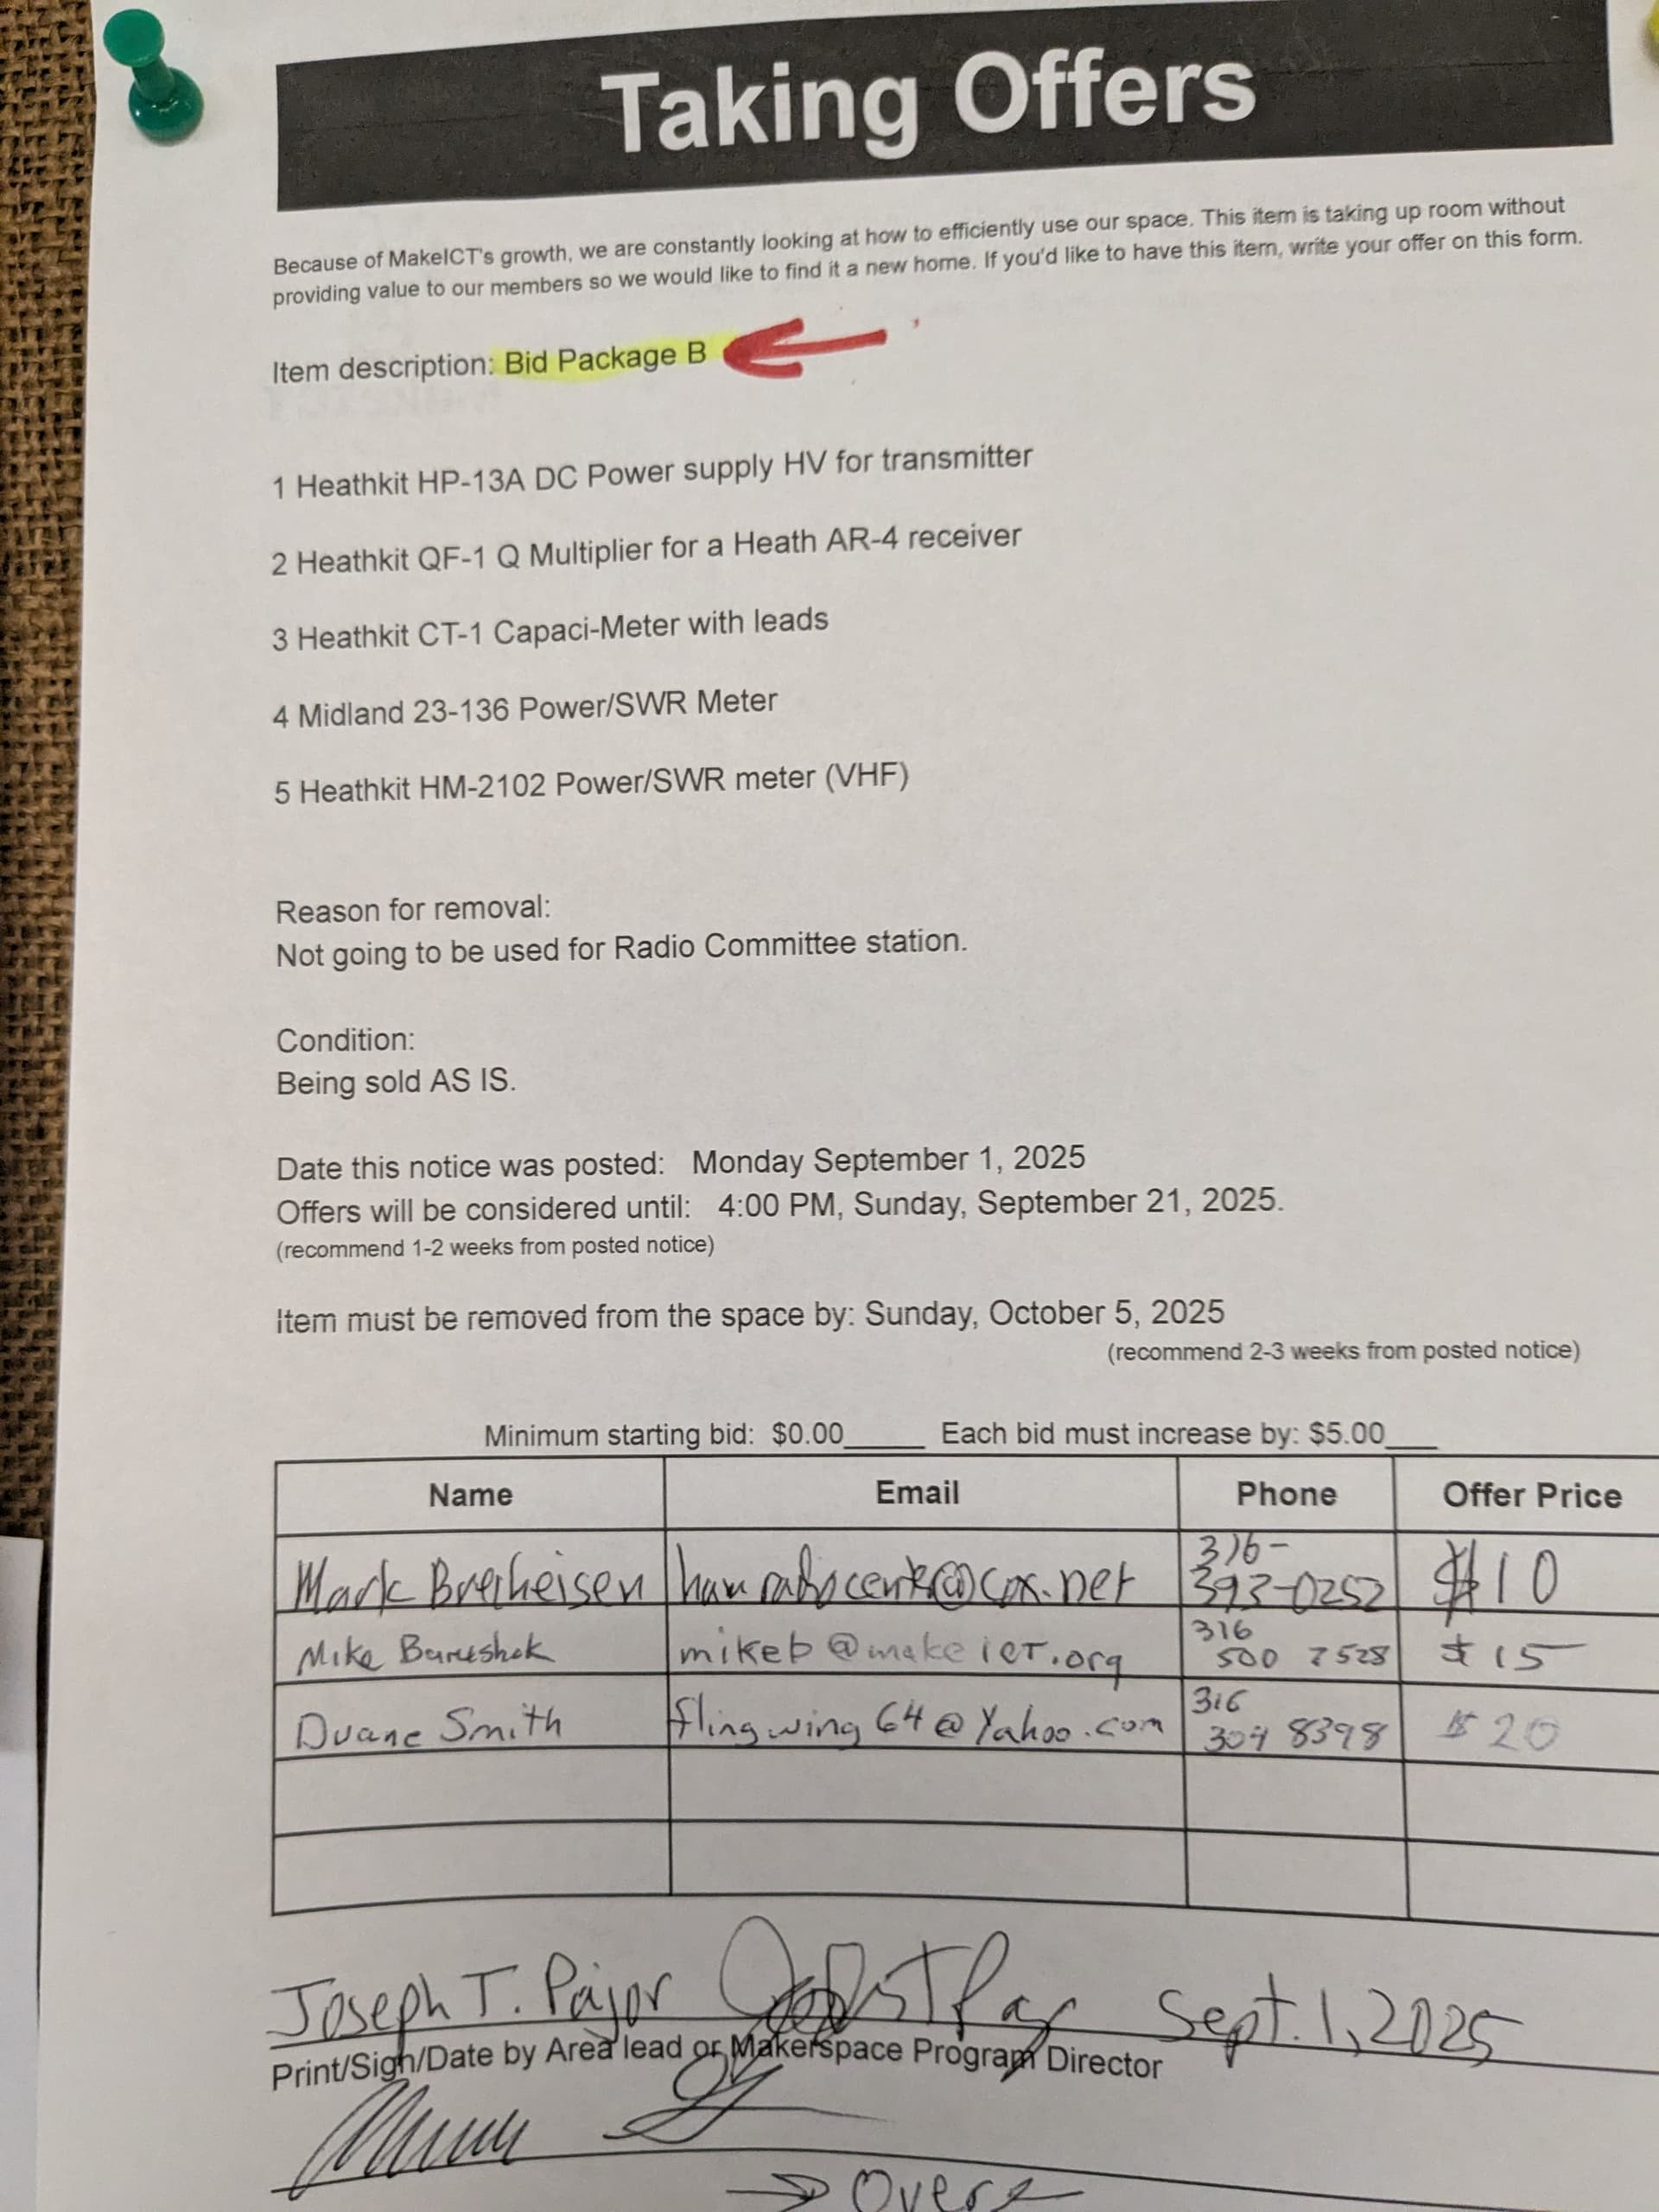 Taking Offers
Because of MakeICT's growth, we are constantly looking at how to efficiently use our space. This item is taking up room without
providing value to our members so we would like to find it a new home. If you'd like to have this item, write your offer on this form.
Item description: Bid Package B
1 Heathkit HP-13A DC Power supply HV for transmitter
2 Heathkit QF-1 Q Multiplier for a Heath AR-4 receiver
3 Heathkit CT-1 Capaci-Meter with leads
4 Midland 23-136 Power/SWR Meter
5 Heathkit HM-2102 Power/SWR meter (VHF)
Reason for removal:
Not going to be used for Radio Committee station.
Condition:
Being sold AS IS.
Date this notice was posted: Monday September 1, 2025
Offers will be considered until: 4:00 PM, Sunday, September 21, 2025.
(recommend 1-2 weeks from posted notice)
Item must be removed from the space by: Sunday, October 5, 2025
(recommend 2-3 weeks from posted notice)
Minimum starting bid: $0.00_____ Each bid must increase by: $5.00___
Name Email Phone Offer Price
Mark 316-393-0252 $10
Mike mikeb@makeict.org 316 500 7528 $15
Duane Smith flingwing64@Yahoo.com 316 304 8398 $20
Joseph T. Pajor Sept. 1, 2025
Print/Sign/Date by Area lead or Makerspace Program Director
→ Over